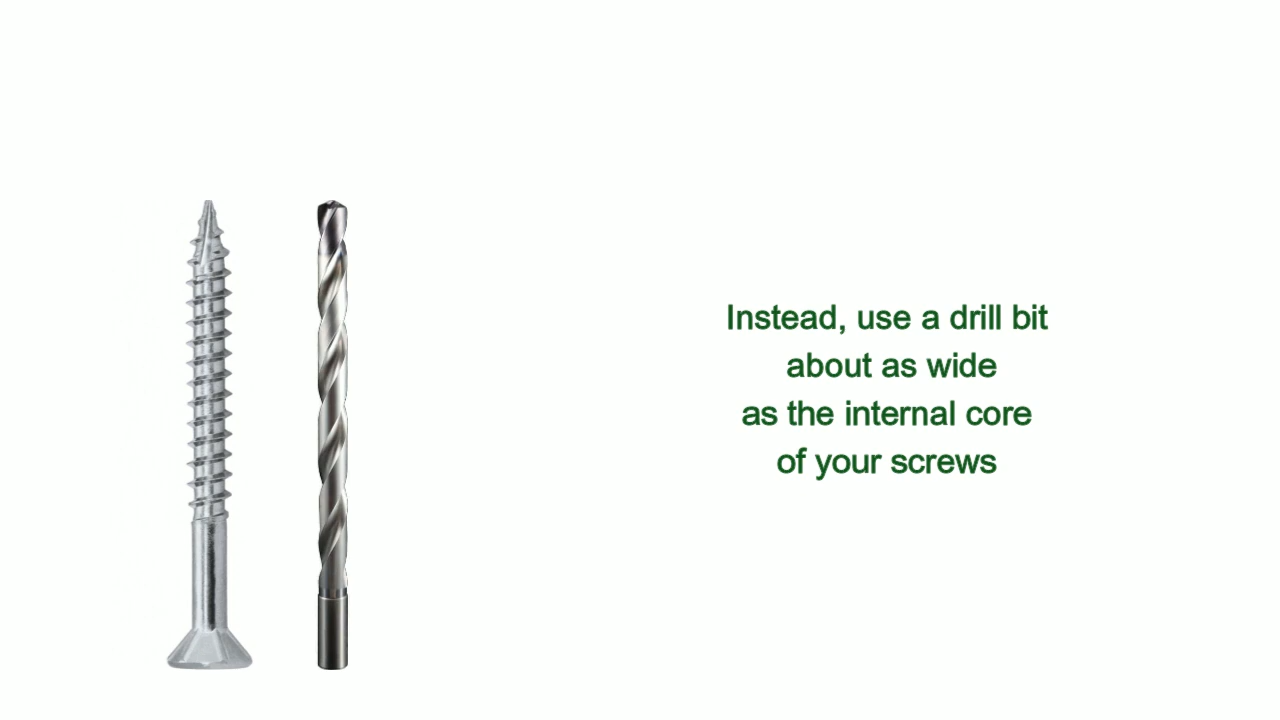 Instead, use a drill bit
about as wide
as the internal core
of your screws